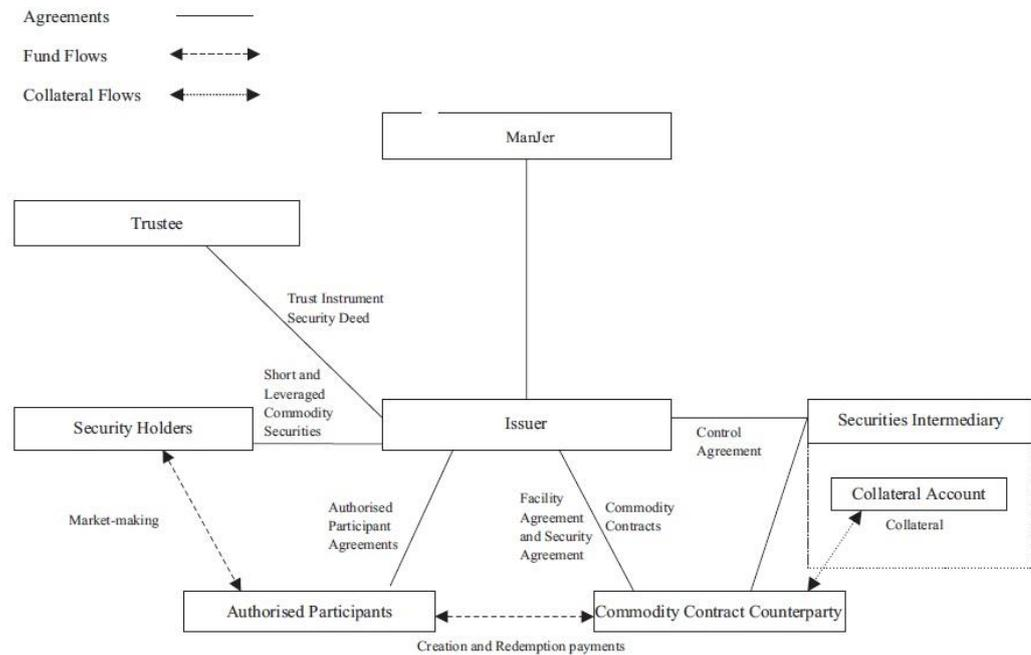 Agreements
Fund Flows
Collateral Flows
ManJer
Trustee
Trust Instrument
Security Deed
Short and
Leveraged
Commodity
Securities
Security Holders
Issuer
Securities Intermediary
Control
Agreement
Collateral Account
Collateral
Market-making
Authorised
Participant
Agreements
Facility
Agreement
and Security
Agreement
Commodity
Contracts
Authorised Participants
Commodity Contract Counterparty
Creation and Redemption payments